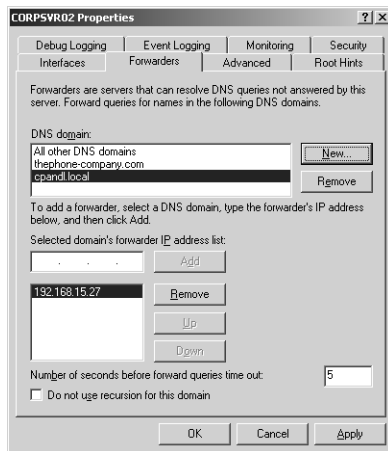 CORPSVR02 Properties
Debug Logging Event Logging Monitoring Security
Interfaces Forwarders Advanced Root Hints
Forwarders are servers that can resolve DNS queries not answered by this
server. Forward queries for names in the following DNS domains.
DNS domain:
All other DNS domains
thephone-company.com
cpandl.local
New...
Remove
To add a forwarder, select a DNS domain, type the forwarder's IP address
below, and then click Add.
Selected domain's forwarder IP address list:
. . .
Add
192.168.15.27
Remove
Up
Down
Number of seconds before forward queries time out: 5
Do not use recursion for this domain
OK Cancel Apply